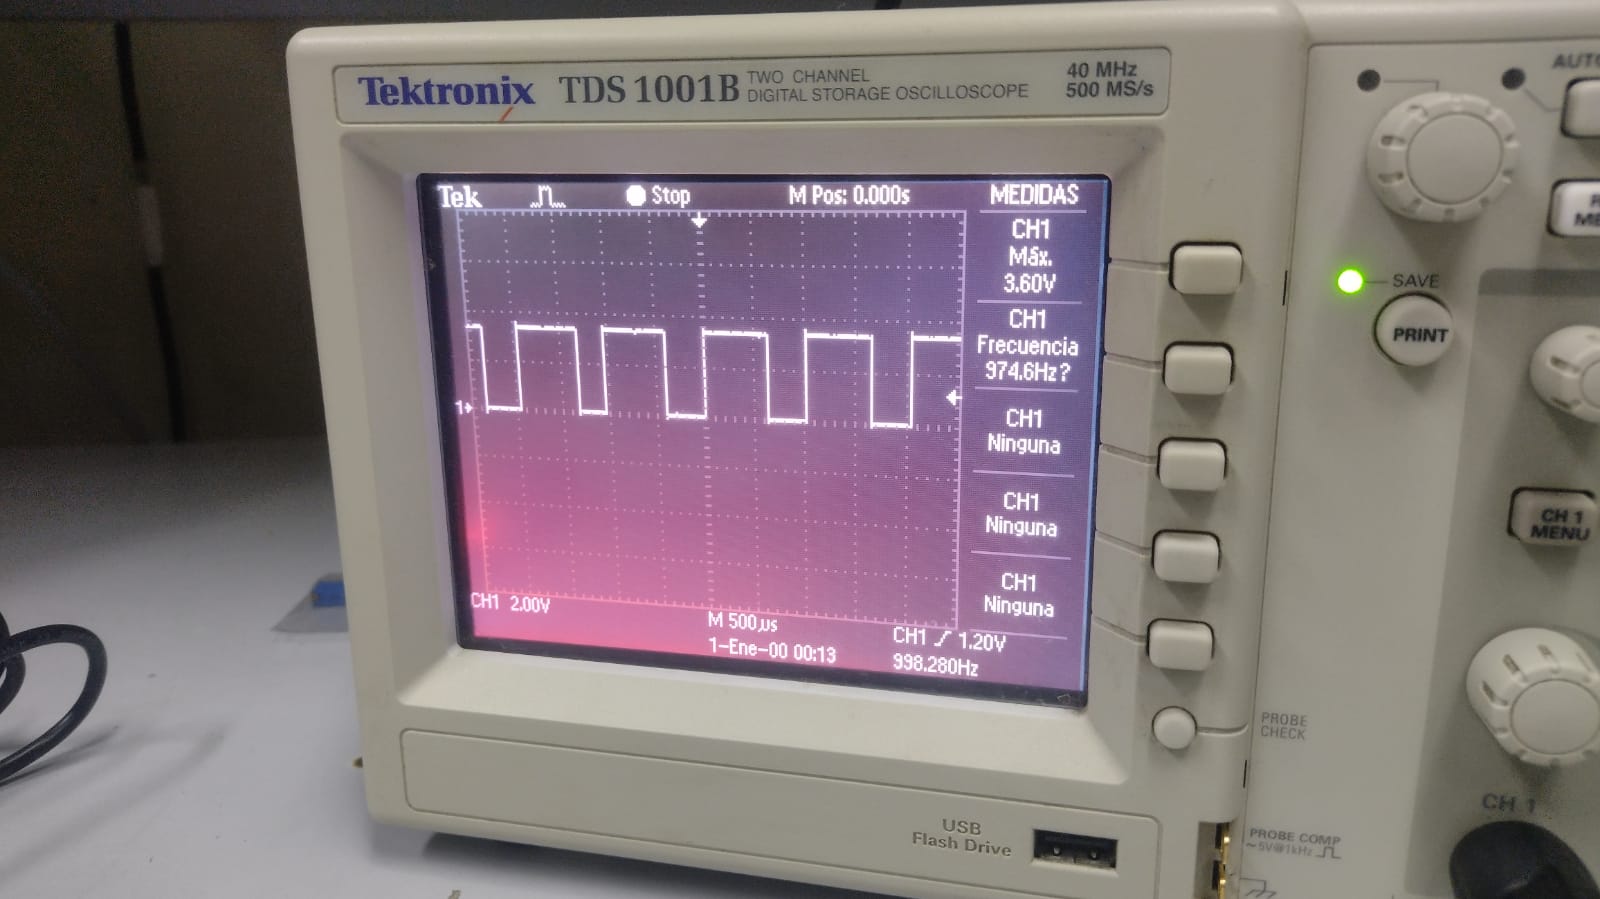 Tektronix TDS 1001B TWO CHANNEL DIGITAL STORAGE OSCILLOSCOPE 40 MHz 500 MS/s
Tek Stop M Pos: 0.000s MEDIDAS
CH1
Máx.
3.60V
CH1
Frecuencia
974.6Hz?
CH1
Ninguna
CH1
Ninguna
CH1
Ninguna
1
CH1 2.00V
M 500µs
CH1 1.20V
1-Ene-00 00:13
998.280Hz
SAVE
PRINT
CH 1
MENU
PROBE
CHECK
CH 1
USB
Flash Drive
PROBE COMP
~5V@1kHz